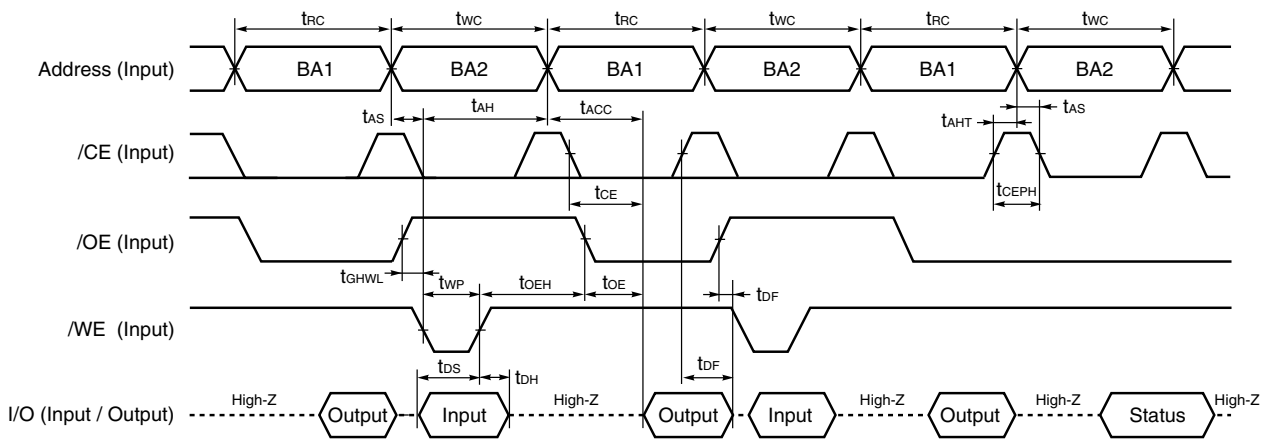 tRC tWC tRC tWC tRC tWC
Address (Input) BA1 BA2 BA1 BA2 BA1 BA2
tAS tAH tACC tAHT tAS
/CE (Input)
tCE tCEPH
/OE (Input)
tGHWL tWP tOEH tOE tDF
/WE (Input)
tDS tDH tDF
I/O (Input / Output) High-Z Output Input High-Z Output Input High-Z Output High-Z Status High-Z